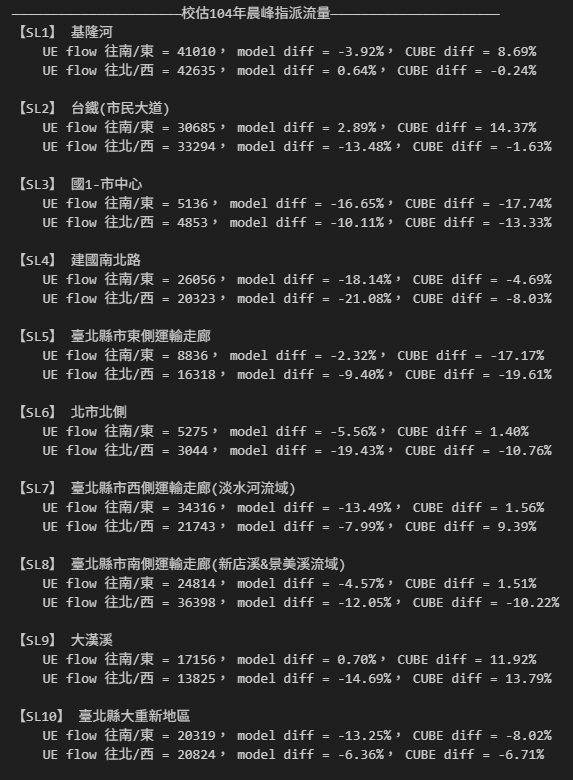 ——————————————————————校估104年晨峰指派流量——————————————————————
【SL1】 基隆河
UE flow 往南/東 = 41010, model diff = -3.92%, CUBE diff = 8.69%
UE flow 往北/西 = 42635, model diff = 0.64%, CUBE diff = -0.24%
【SL2】 台鐵(市民大道)
UE flow 往南/東 = 30685, model diff = 2.89%, CUBE diff = 14.37%
UE flow 往北/西 = 33294, model diff = -13.48%, CUBE diff = -1.63%
【SL3】 國1-市中心
UE flow 往南/東 = 5136, model diff = -16.65%, CUBE diff = -17.74%
UE flow 往北/西 = 4853, model diff = -10.11%, CUBE diff = -13.33%
【SL4】 建國南北路
UE flow 往南/東 = 26056, model diff = -18.14%, CUBE diff = -4.69%
UE flow 往北/西 = 20323, model diff = -21.08%, CUBE diff = -8.03%
【SL5】 臺北縣市東側運輸走廊
UE flow 往南/東 = 8836, model diff = -2.32%, CUBE diff = -17.17%
UE flow 往北/西 = 16318, model diff = -9.40%, CUBE diff = -19.61%
【SL6】 北市北側
UE flow 往南/東 = 5275, model diff = -5.56%, CUBE diff = 1.40%
UE flow 往北/西 = 3044, model diff = -19.43%, CUBE diff = -10.76%
【SL7】 臺北縣市西側運輸走廊(淡水河流域)
UE flow 往南/東 = 34316, model diff = -13.49%, CUBE diff = 1.56%
UE flow 往北/西 = 21743, model diff = -7.99%, CUBE diff = 9.39%
【SL8】 臺北縣市南側運輸走廊(新店溪&景美溪流域)
UE flow 往南/東 = 24814, model diff = -4.57%, CUBE diff = 1.51%
UE flow 往北/西 = 36398, model diff = -12.05%, CUBE diff = -10.22%
【SL9】 大漢溪
UE flow 往南/東 = 17156, model diff = 0.70%, CUBE diff = 11.92%
UE flow 往北/西 = 13825, model diff = -14.69%, CUBE diff = 13.79%
【SL10】 臺北縣大重新地區
UE flow 往南/東 = 20319, model diff = -13.25%, CUBE diff = -8.02%
UE flow 往北/西 = 20824, model diff = -6.36%, CUBE diff = -6.71%